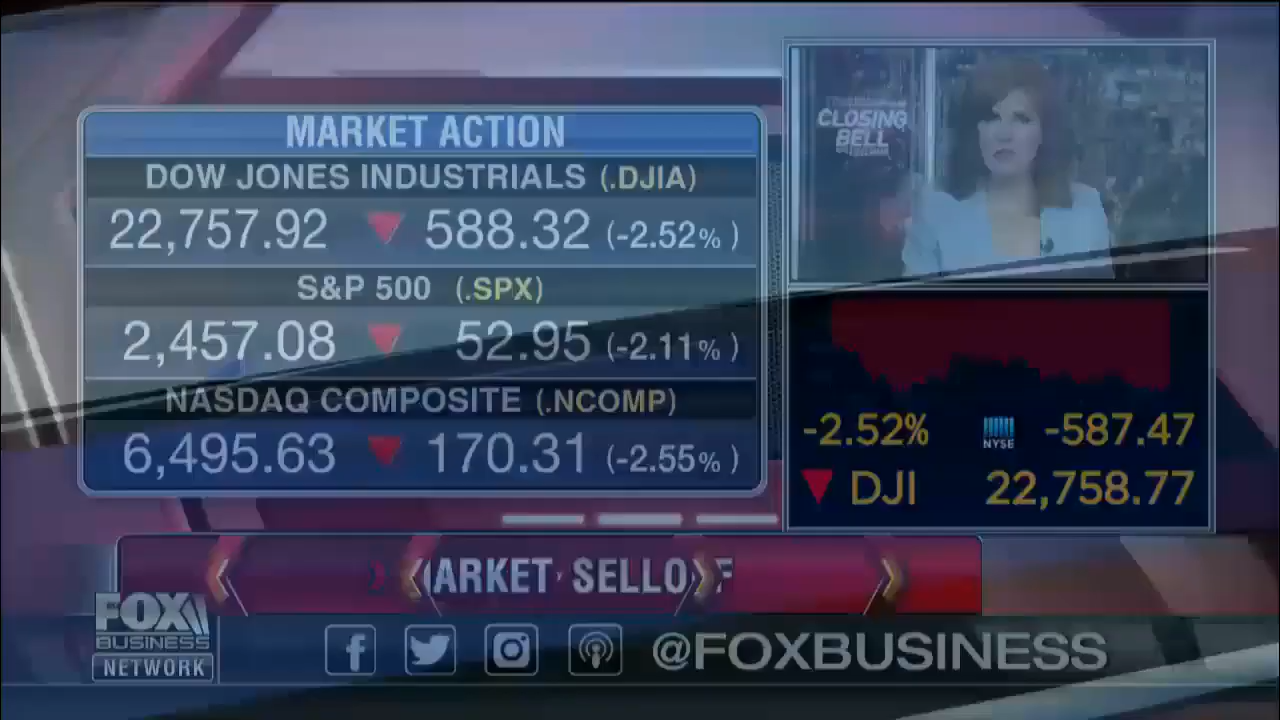 MARKET ACTION
DOW JONES INDUSTRIALS (.DJIA)
22,757.92 ▼ 588.32 (-2.52%)
S&P 500 (.SPX)
2,457.08 ▼ 52.95 (-2.11%)
NASDAQ COMPOSITE (.NCOMP)
6,495.63 ▼ 170.31 (-2.55%)
CLOSING
BELL
-2.52% NYSE -587.47
▼ DJI 22,758.77
ARKET SELLO F
FOX
BUSINESS
NETWORK
@FOXBUSINESS